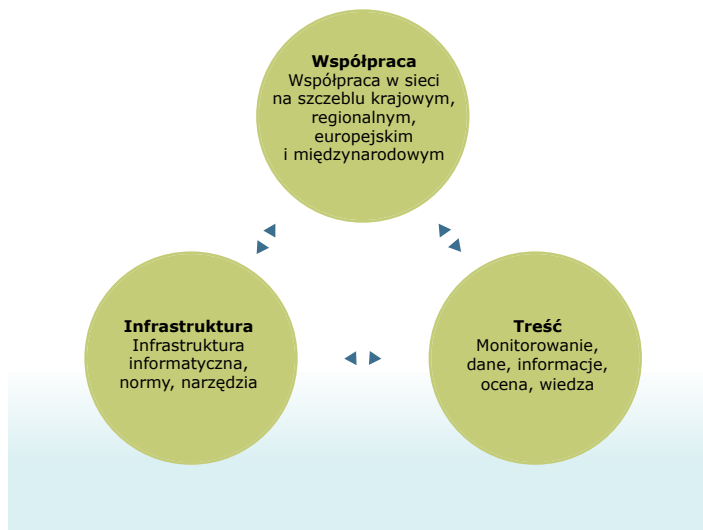 Współpraca
Współpraca w sieci
na szczeblu krajowym,
regionalnym,
europejskim
i międzynarodowym
Infrastruktura
Infrastruktura
informatyczna,
normy, narzędzia
Treść
Monitorowanie,
dane, informacje,
ocena, wiedza